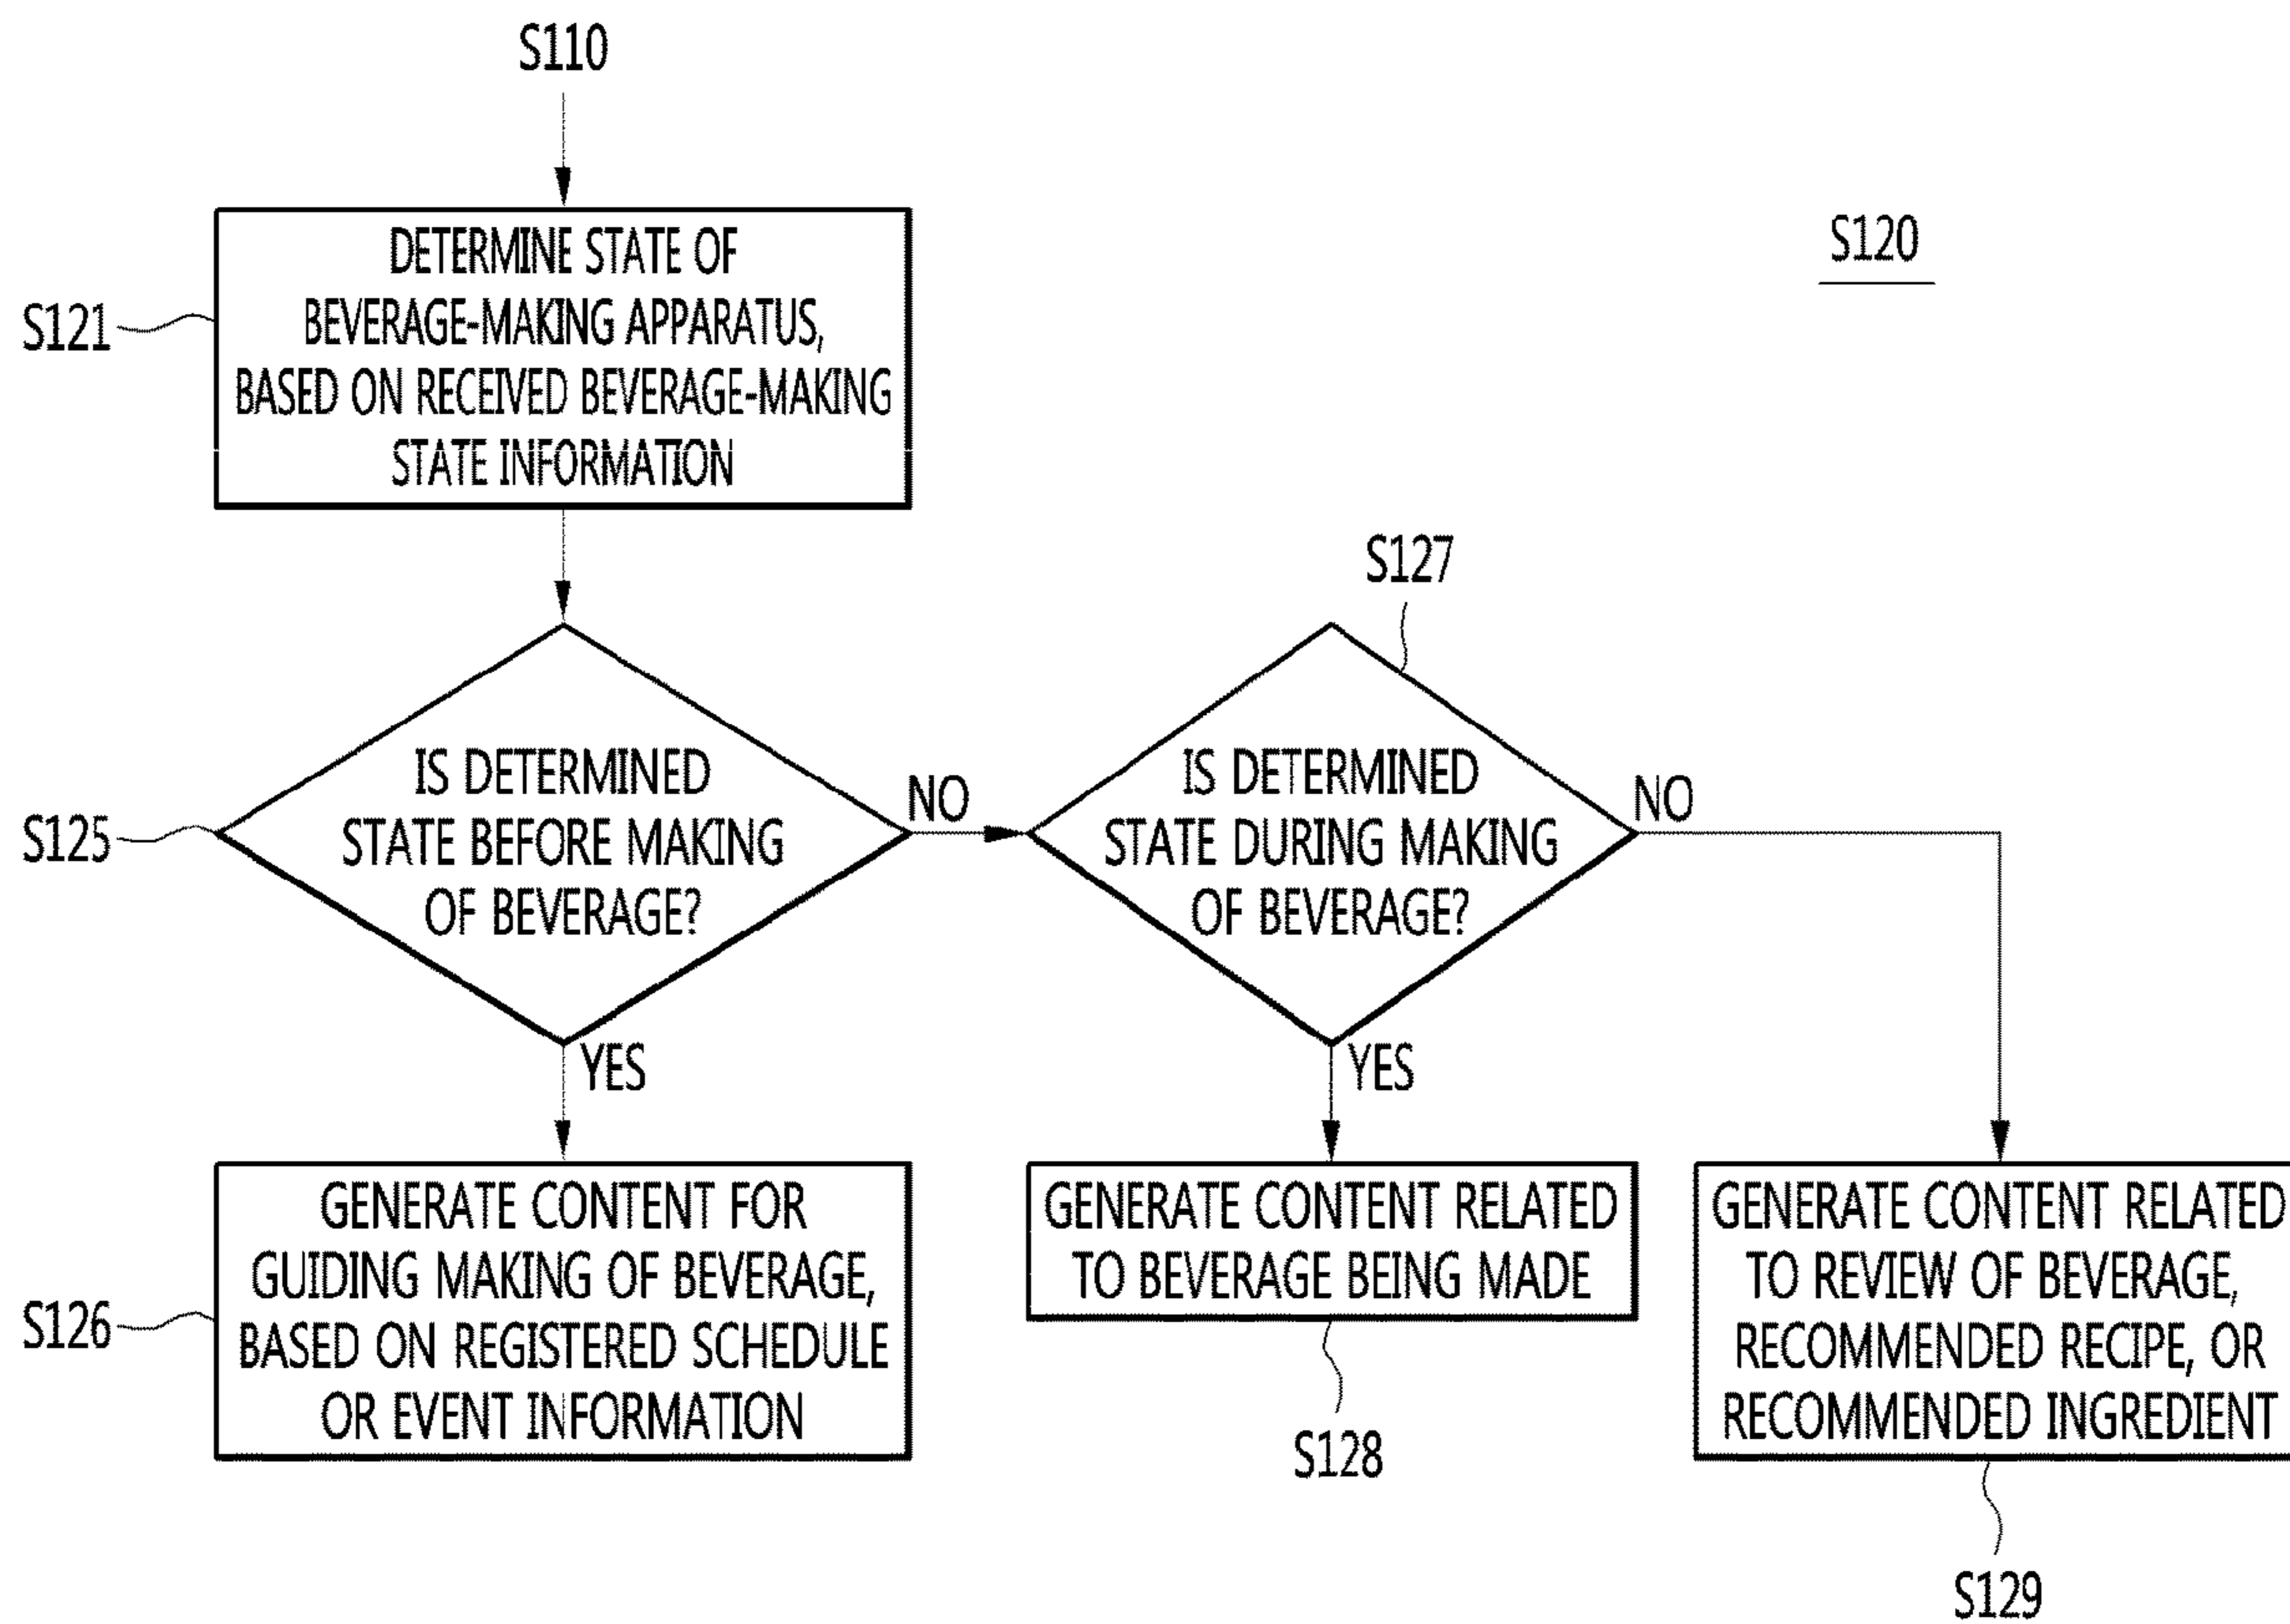 S110
S120
S121
DETERMINE STATE OF
BEVERAGE-MAKING APPARATUS,
BASED ON RECEIVED BEVERAGE-MAKING
STATE INFORMATION
S125
IS DETERMINED
STATE BEFORE MAKING
OF BEVERAGE?
NO
YES
S127
IS DETERMINED
STATE DURING MAKING
OF BEVERAGE?
NO
YES
S126
GENERATE CONTENT FOR
GUIDING MAKING OF BEVERAGE,
BASED ON REGISTERED SCHEDULE
OR EVENT INFORMATION
GENERATE CONTENT RELATED
TO BEVERAGE BEING MADE
S128
GENERATE CONTENT RELATED
TO REVIEW OF BEVERAGE,
RECOMMENDED RECIPE, OR
RECOMMENDED INGREDIENT
S129